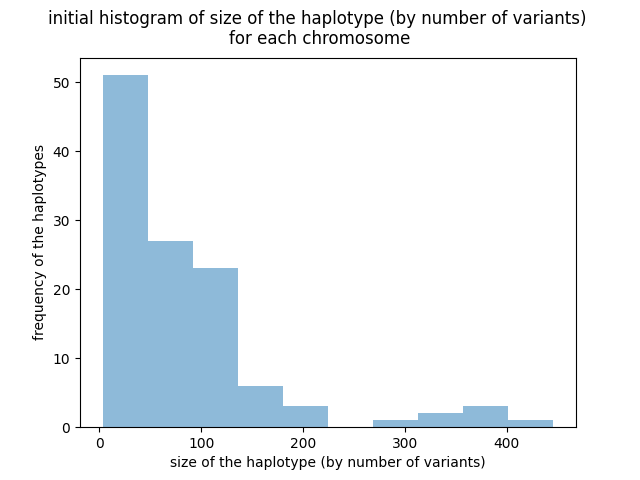 initial histogram of size of the haplotype (by number of variants)
for each chromosome
frequency of the haplotypes
50
40
30
20
10
0
0 100 200 300 400
size of the haplotype (by number of variants)